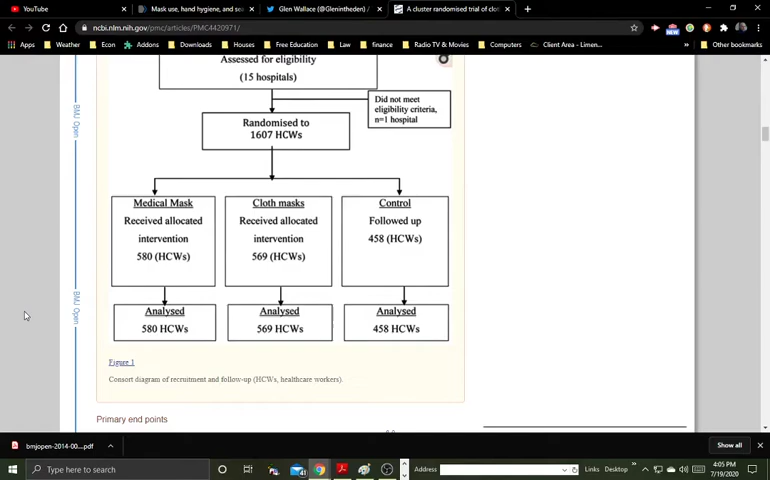 YouTube
Mask use, hand hygiene, and sea
Glen Wallace (@Glenintheden) /
A cluster randomised trial of clot
ncbi.nlm.nih.gov/pmc/articles/PMC4420971/
Apps
Weather
Econ
Addons
Downloads
Houses
Free Education
Law
finance
Radio TV & Movies
Computers
Client Area - Limen...
Other bookmarks
Assessed for eligibility
(15 hospitals)
Did not meet
eligibility criteria,
n=1 hospital
Randomised to
1607 HCWs
Medical Mask
Received allocated
intervention
580 (HCWs)
Cloth masks
Received allocated
intervention
569 (HCWs)
Control
Followed up
458 (HCWs)
Analysed
580 HCWs
Analysed
569 HCWs
Analysed
458 HCWs
BMJ Open
BMJ Open
Figure 1
Consort diagram of recruitment and follow-up (HCWs, healthcare workers).
Primary end points
bmjopen-2014-00....pdf
Show all
Type here to search
Address
Links
Desktop
4:05 PM
7/19/2020